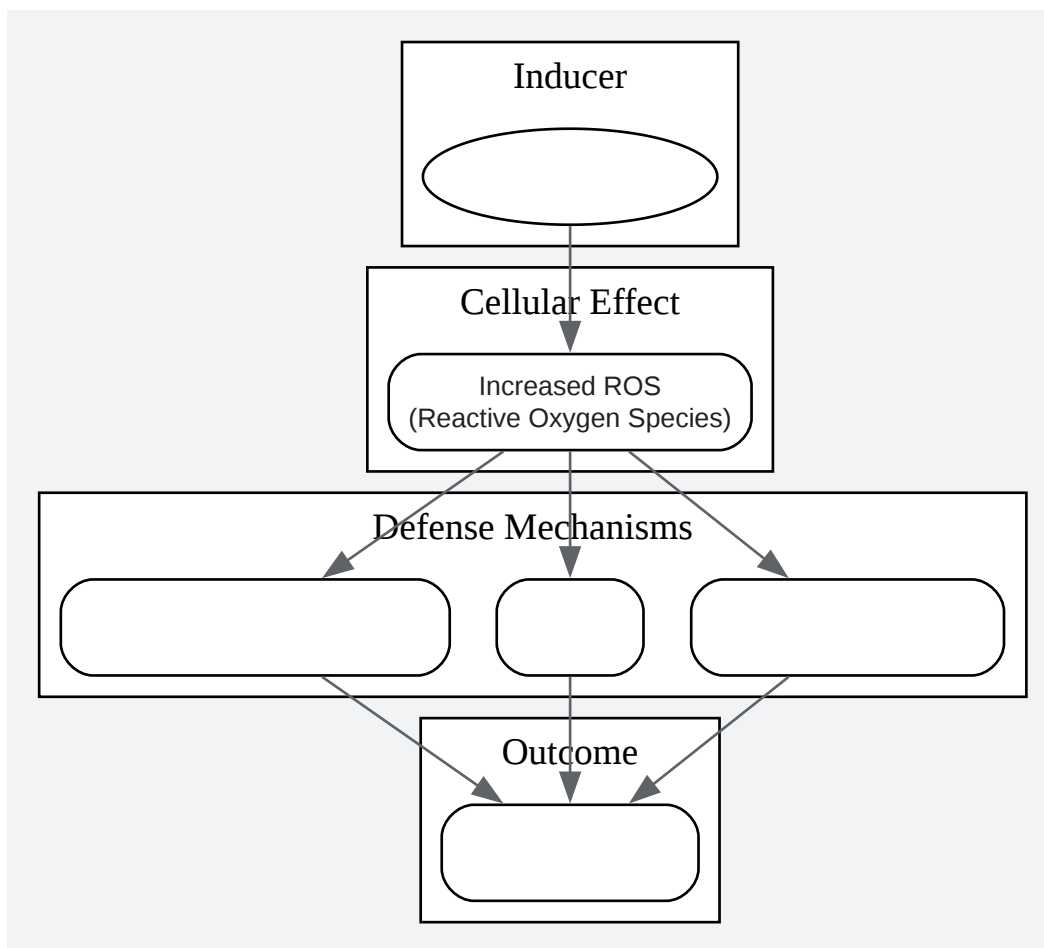 Inducer
Cellular Effect
Increased ROS
(Reactive Oxygen Species)
Defense Mechanisms
Outcome